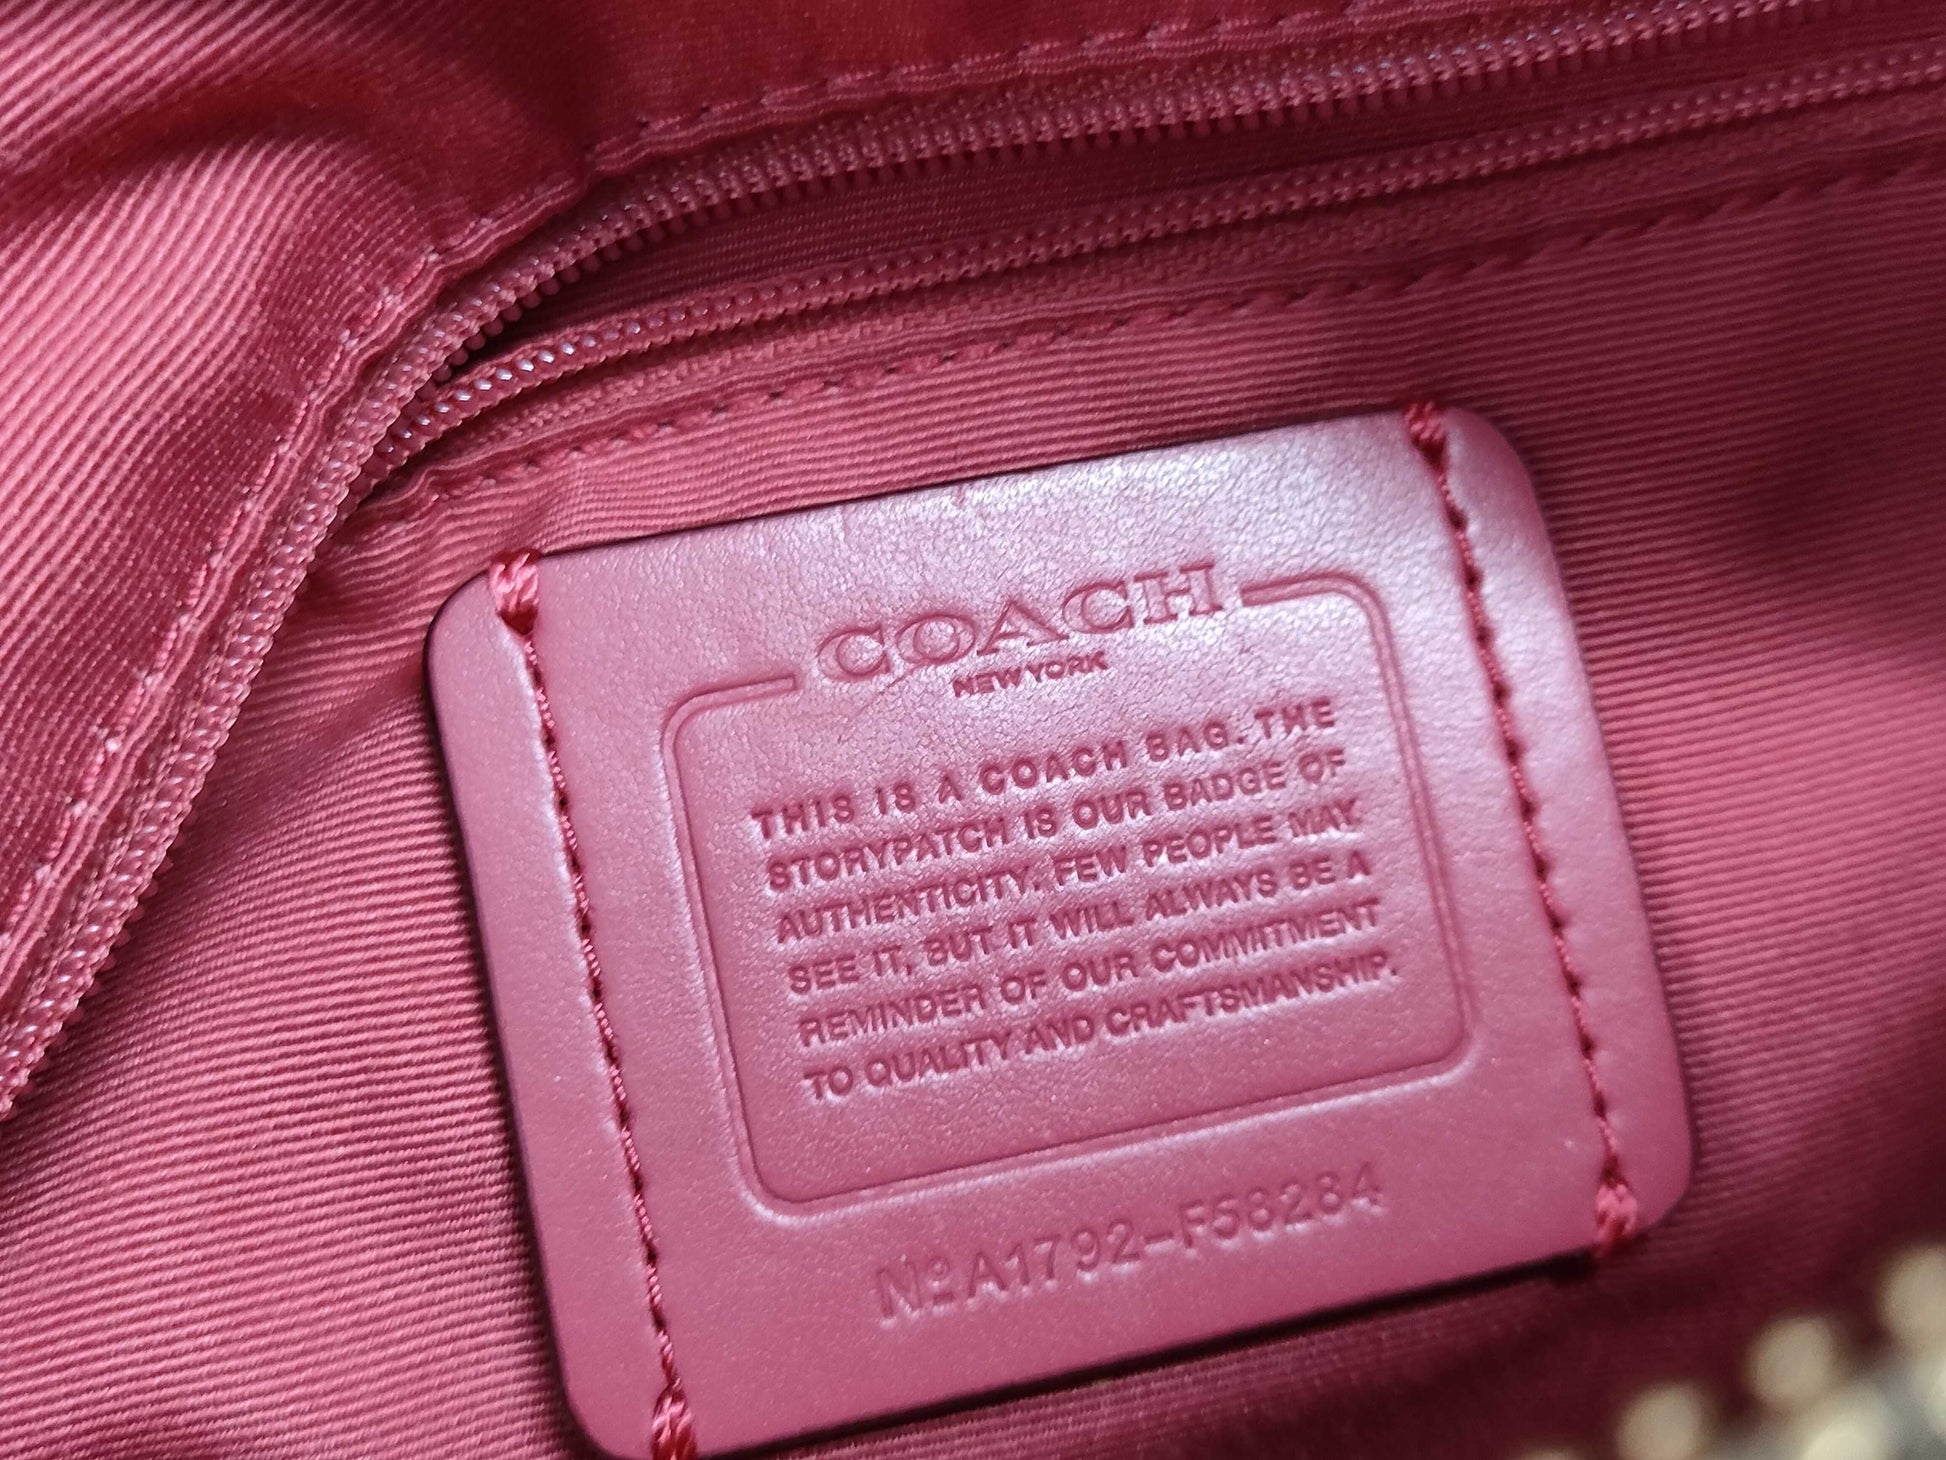 COACH
NEW YORK
THIS IS A COACH BAG. THE
STORYPATCH IS OUR BADGE OF
AUTHENTICITY. FEW PEOPLE MAY
SEE IT, BUT IT WILL ALWAYS BE A
REMINDER OF OUR COMMITMENT
TO QUALITY AND CRAFTSMANSHIP.
Nº A1792-F58284